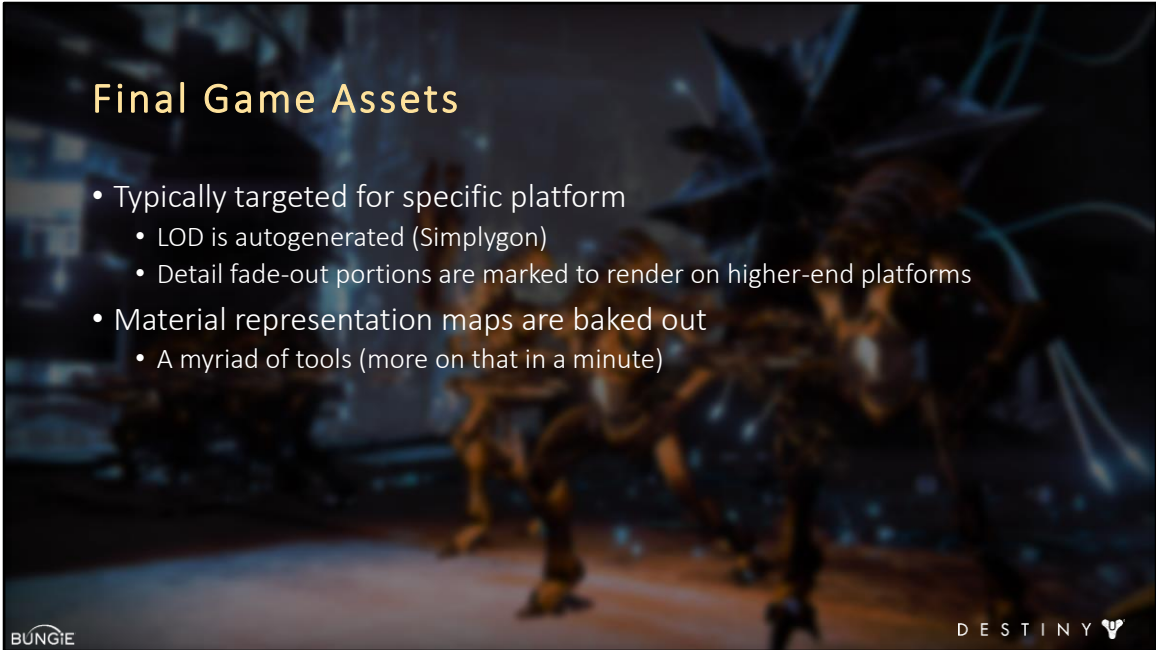 Final Game Assets
• Typically targeted for specific platform
• LOD is autogenerated (Simplygon)
• Detail fade-out portions are marked to render on higher-end platforms
• Material representation maps are baked out
• A myriad of tools (more on that in a minute)
BUNGiE
DESTINY